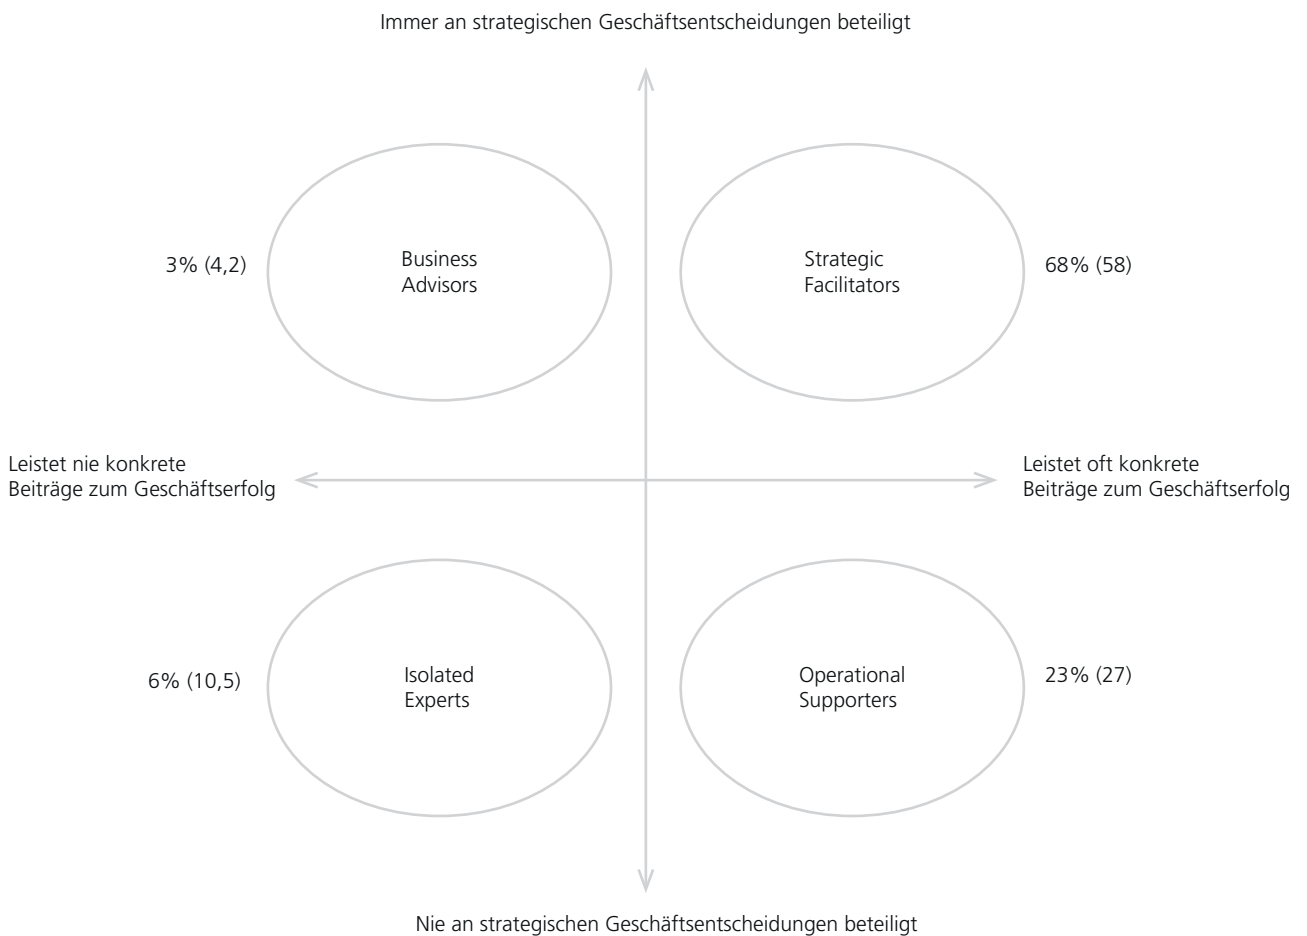 Immer an strategischen Geschäftsentscheidungen beteiligt
3% (4,2)
Business
Advisors
Strategic
Facilitators
68% (58)
Leistet nie konkrete
Beiträge zum Geschäftserfolg
Leistet oft konkrete
Beiträge zum Geschäftserfolg
6% (10,5)
Isolated
Experts
Operational
Supporters
23% (27)
Nie an strategischen Geschäftsentscheidungen beteiligt